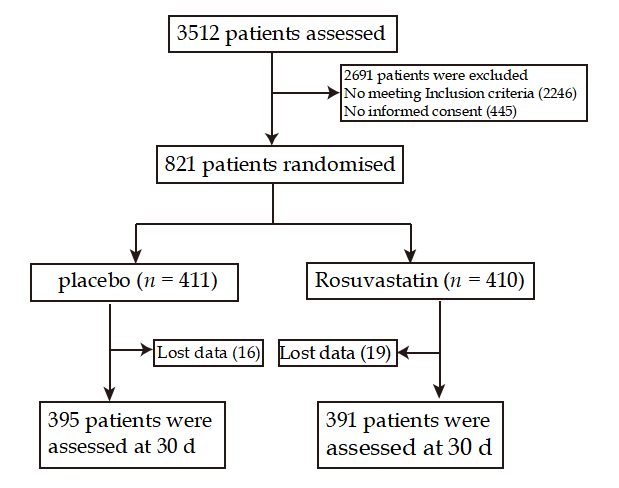 3512 patients assessed
2691 patients were excluded
No meeting Inclusion criteria (2246)
No informed consent (445)
821 patients randomised
placebo (n = 411)
Rosuvastatin (n = 410)
Lost data (16)
Lost data (19)
395 patients were
assessed at 30 d
391 patients were
assessed at 30 d